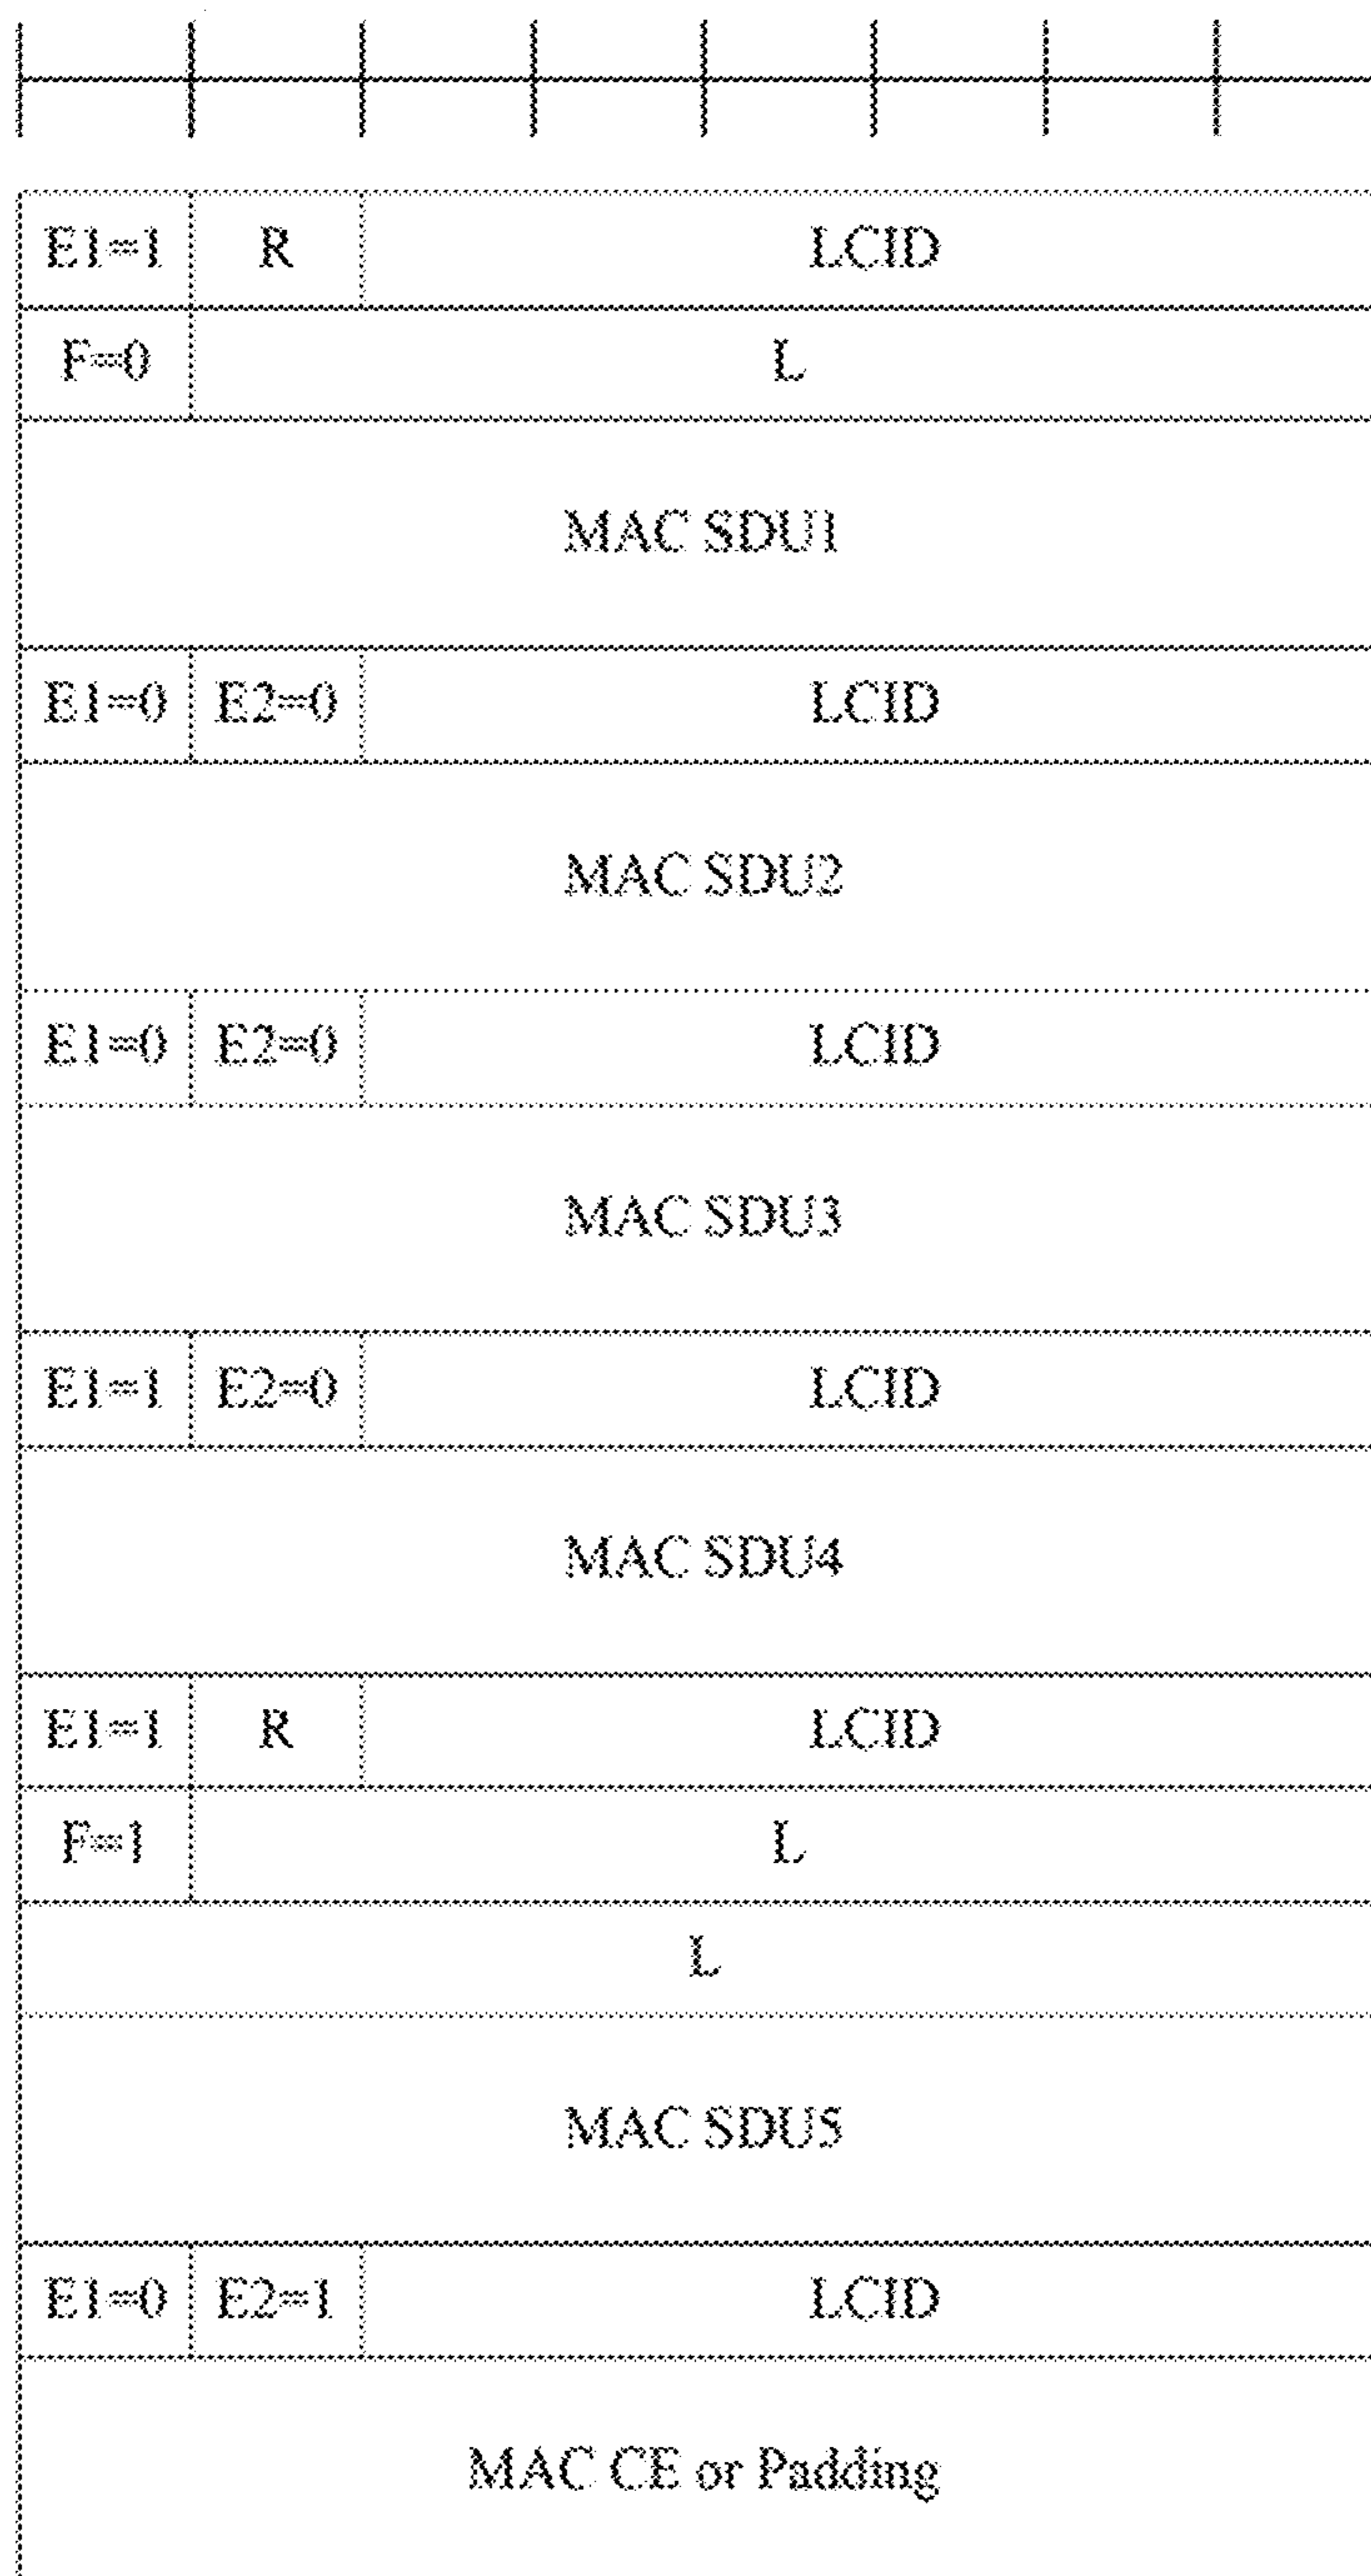 E1=1 R LCID
F=0 L
MAC SDU1
E1=0 E2=0 LCID
MAC SDU2
E1=0 E2=0 LCID
MAC SDU3
E1=1 E2=0 LCID
MAC SDU4
E1=1 R LCID
F=1 L
L
MAC SDU5
E1=0 E2=1 LCID
MAC CE or Padding